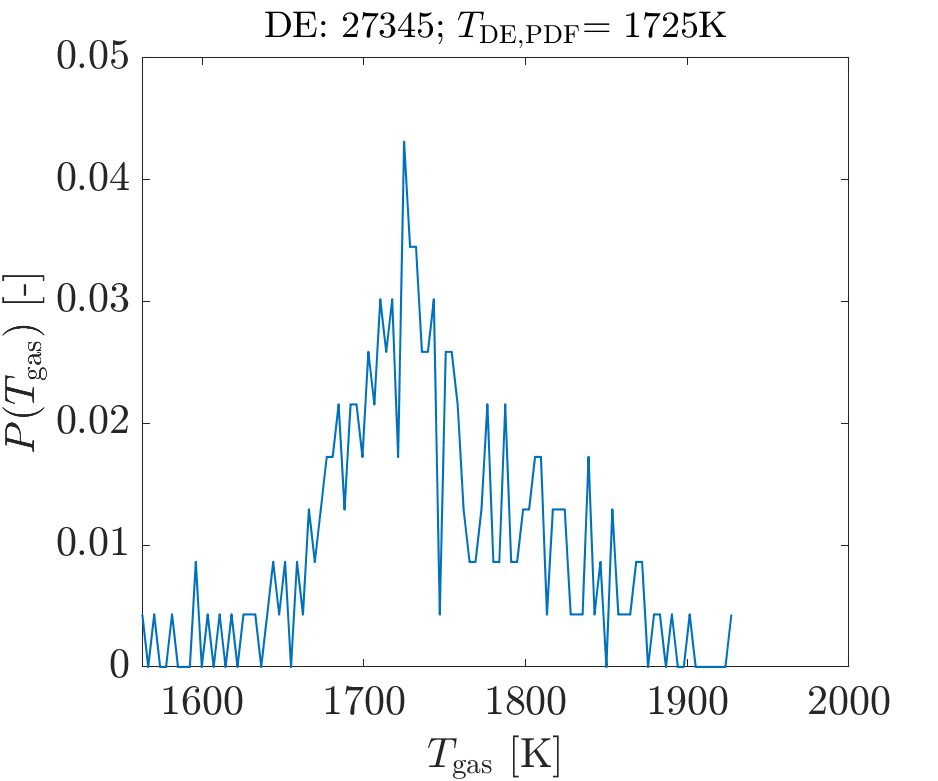 DE: 27345; T_DE,PDF= 1725K
0.05
0.04
0.03
0.02
0.01
0
P(T_gas) [-]
1600 1700 1800 1900 2000
T_gas [K]